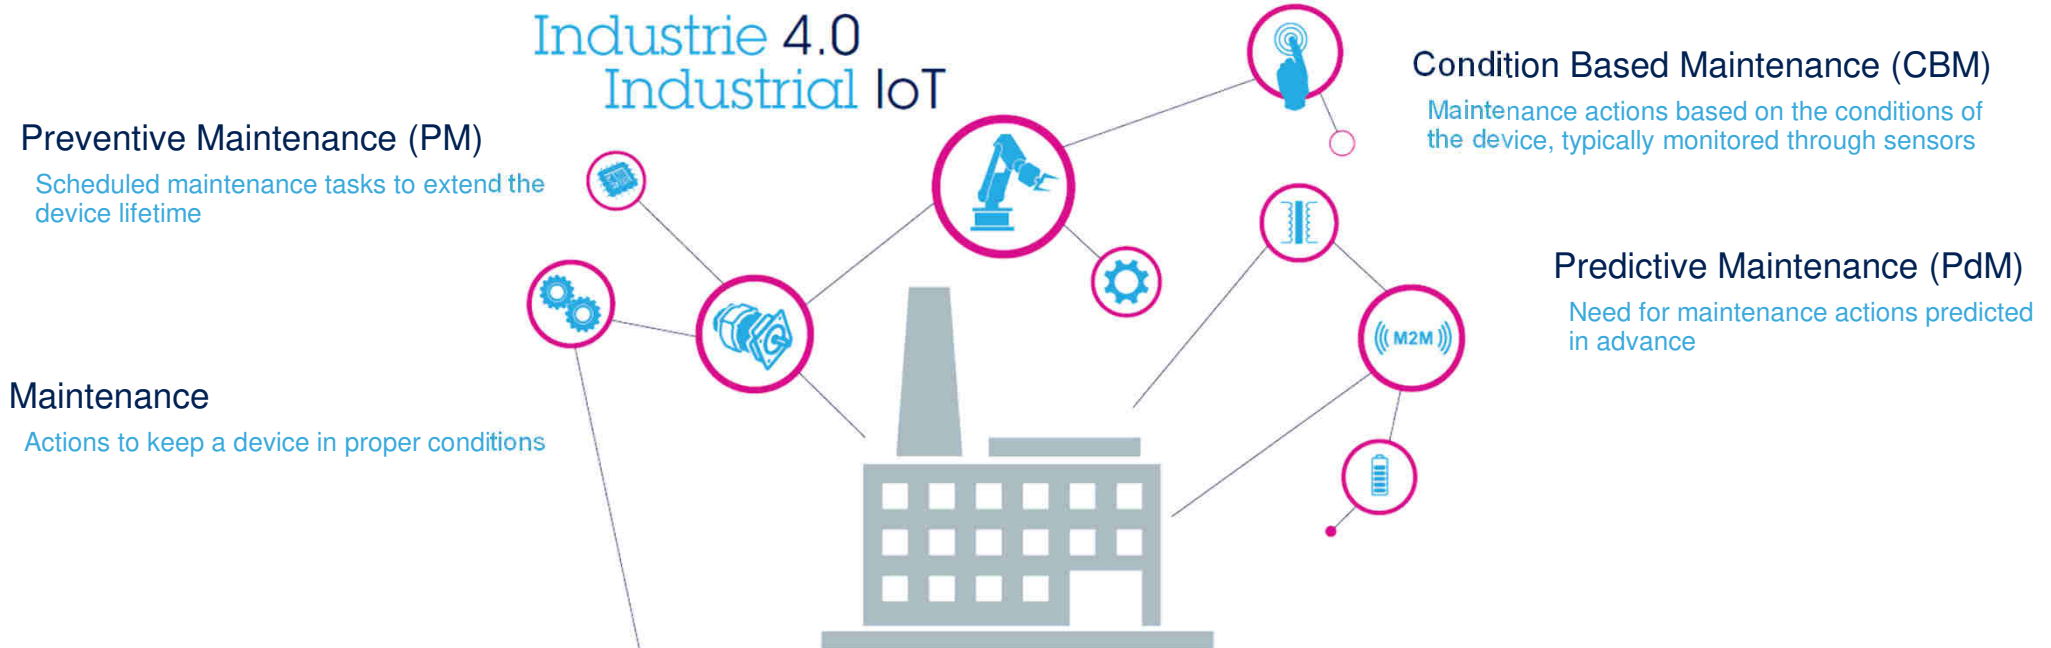 Industrie 4.0
Industrial IoT
Preventive Maintenance (PM)
Scheduled maintenance tasks to extend the
device lifetime
Maintenance
Actions to keep a device in proper conditions
Condition Based Maintenance (CBM)
Maintenance actions based on the conditions of
the device, typically monitored through sensors
Predictive Maintenance (PdM)
Need for maintenance actions predicted
in advance
M2M